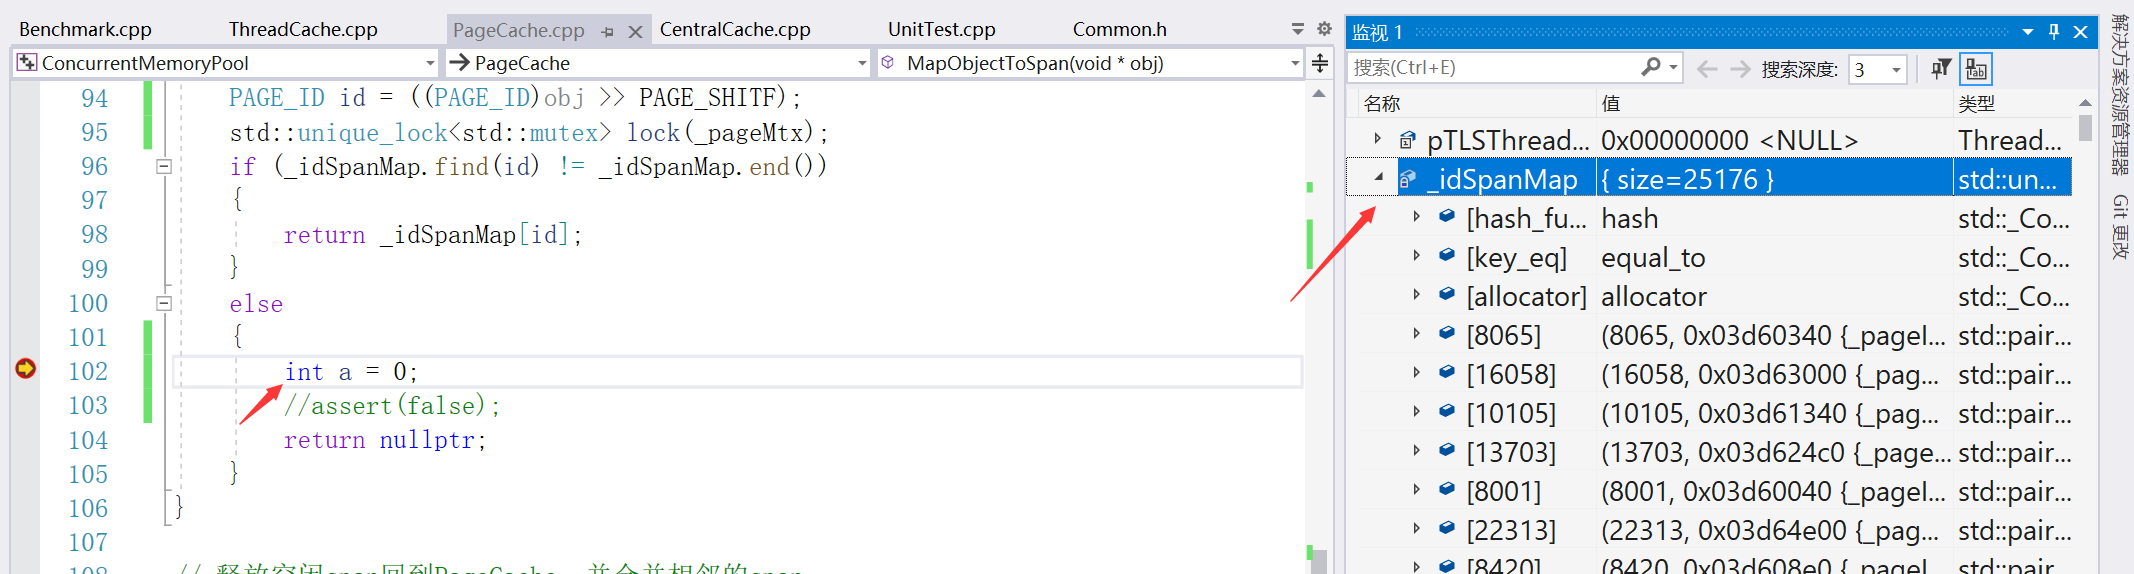 Benchmark.cpp ThreadCache.cpp PageCache.cpp CentralCache.cpp UnitTest.cpp Common.h
ConcurrentMemoryPool PageCache MapObjectToSpan(void * obj)
94 PAGE_ID id = ((PAGE_ID)obj >> PAGE_SHITF);
95 std::unique_lock<std::mutex> lock(_pageMtx);
96 if (_idSpanMap.find(id) != _idSpanMap.end())
97 {
98 return _idSpanMap[id];
99 }
100 else
101 {
102 int a = 0;
103 //assert(false);
104 return nullptr;
105 }
106 }
107
监视 1
搜索(Ctrl+E) 搜索深度: 3
名称 值 类型
pTLSThread... 0x00000000 <NULL> Thread...
_idSpanMap { size=25176 } std::un...
[hash_fu... hash std::_Co...
[key_eq] equal_to std::_Co...
[allocator] allocator std::_Co...
[8065] (8065, 0x03d60340 {_pageI... std::pair...
[16058] (16058, 0x03d63000 {_pag... std::pair...
[10105] (10105, 0x03d61340 {_pag... std::pair...
[13703] (13703, 0x03d624c0 {_page... std::pair...
[8001] (8001, 0x03d60040 {_pageI... std::pair...
[22313] (22313, 0x03d64e00 {_pag... std::pair...
[8420] (8420, 0x03d608e0 {_pageI... std::pair...
解决方案资源管理器
Git 更改